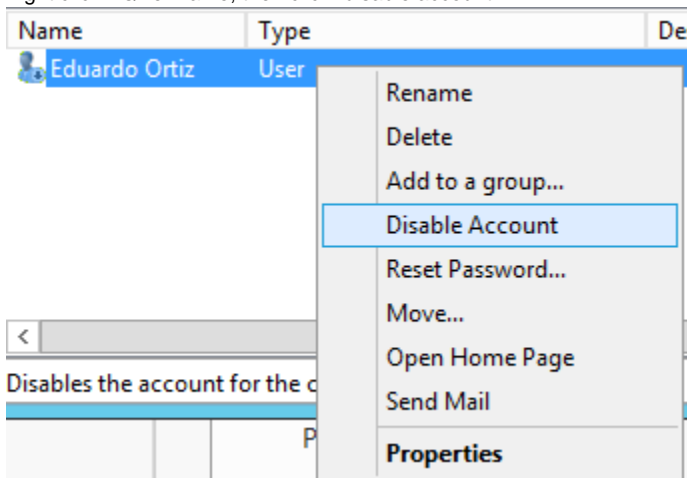 Name Type De
Eduardo Ortiz User
Rename
Delete
Add to a group...
Disable Account
Reset Password...
Move...
Open Home Page
Disables the account for the c
Send Mail
P
Properties